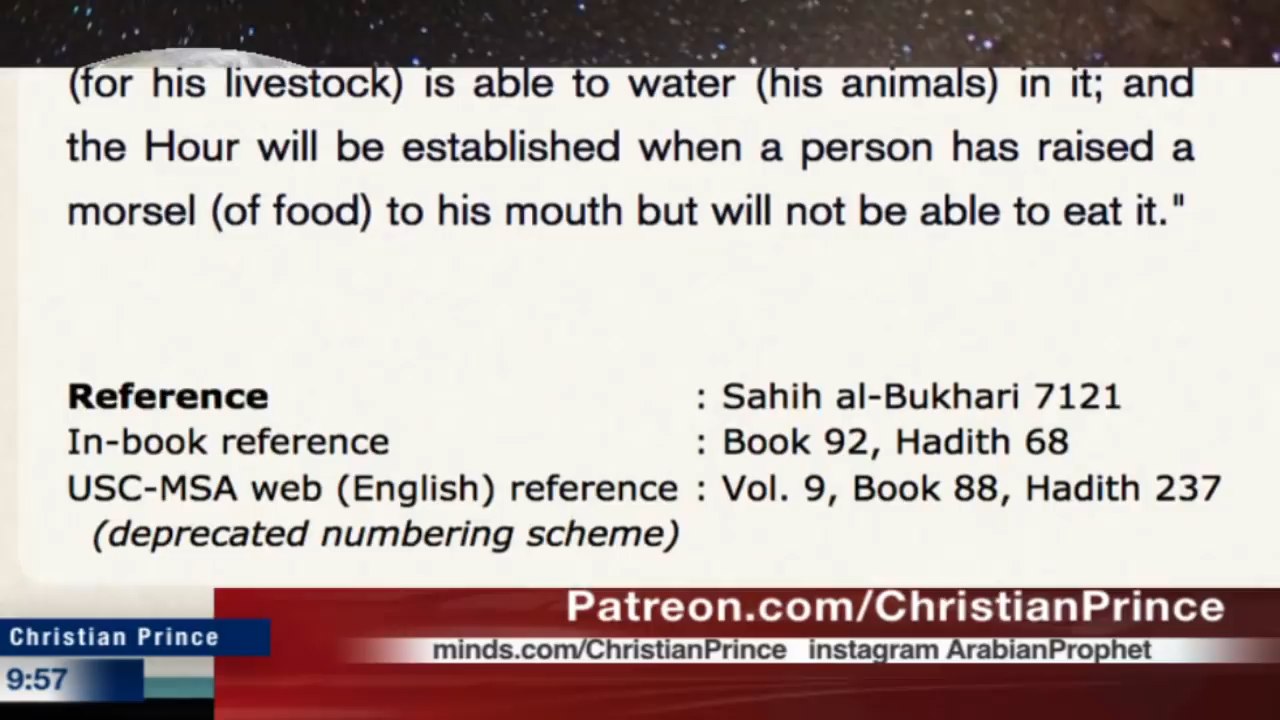 (for his livestock) is able to water (his animals) in it; and
the Hour will be established when a person has raised a
morsel (of food) to his mouth but will not be able to eat it."
Reference : Sahih al-Bukhari 7121
In-book reference : Book 92, Hadith 68
USC-MSA web (English) reference : Vol. 9, Book 88, Hadith 237
(deprecated numbering scheme)
Patreon.com/ChristianPrince
Christian Prince
minds.com/ChristianPrince instagram ArabianProphet
9:57